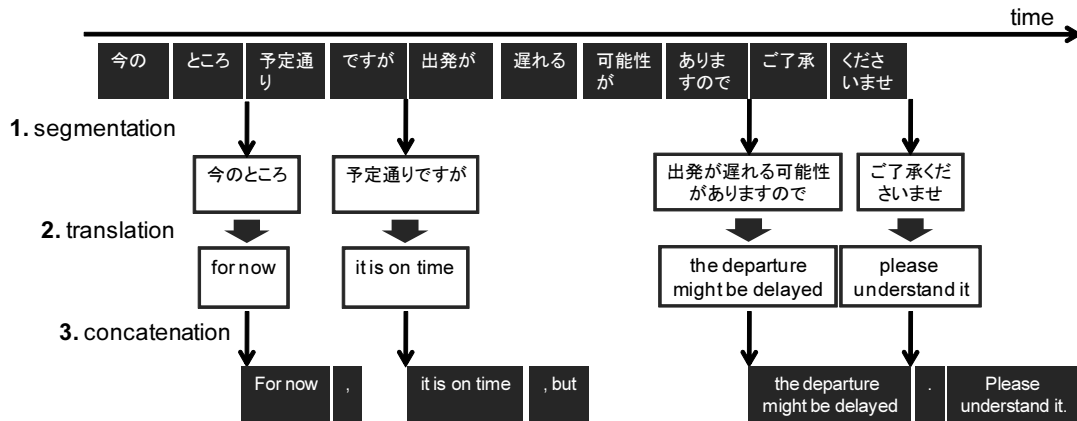 time
今の
ところ
予定通
り
ですが
出発が
遅れる
可能性
が
ありま
すので
ご了承
くださ
いませ
1. segmentation
今のところ
予定通りですが
出発が遅れる可能性
がありますので
ご了承くだ
さいませ
2. translation
for now
it is on time
the departure
might be delayed
please
understand it
3. concatenation
For now
,
it is on time
, but
the departure
might be delayed
.
Please
understand it.